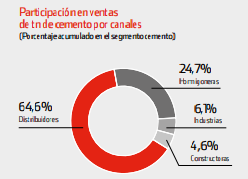 Participación en ventas
de tn de cemento por canales
(Porcentaje acumulado en el segmento cemento)
24,7%
Hormigoneras
64,6%
Distribuidores
6,1%
Industrias
4,6%
Constructoras